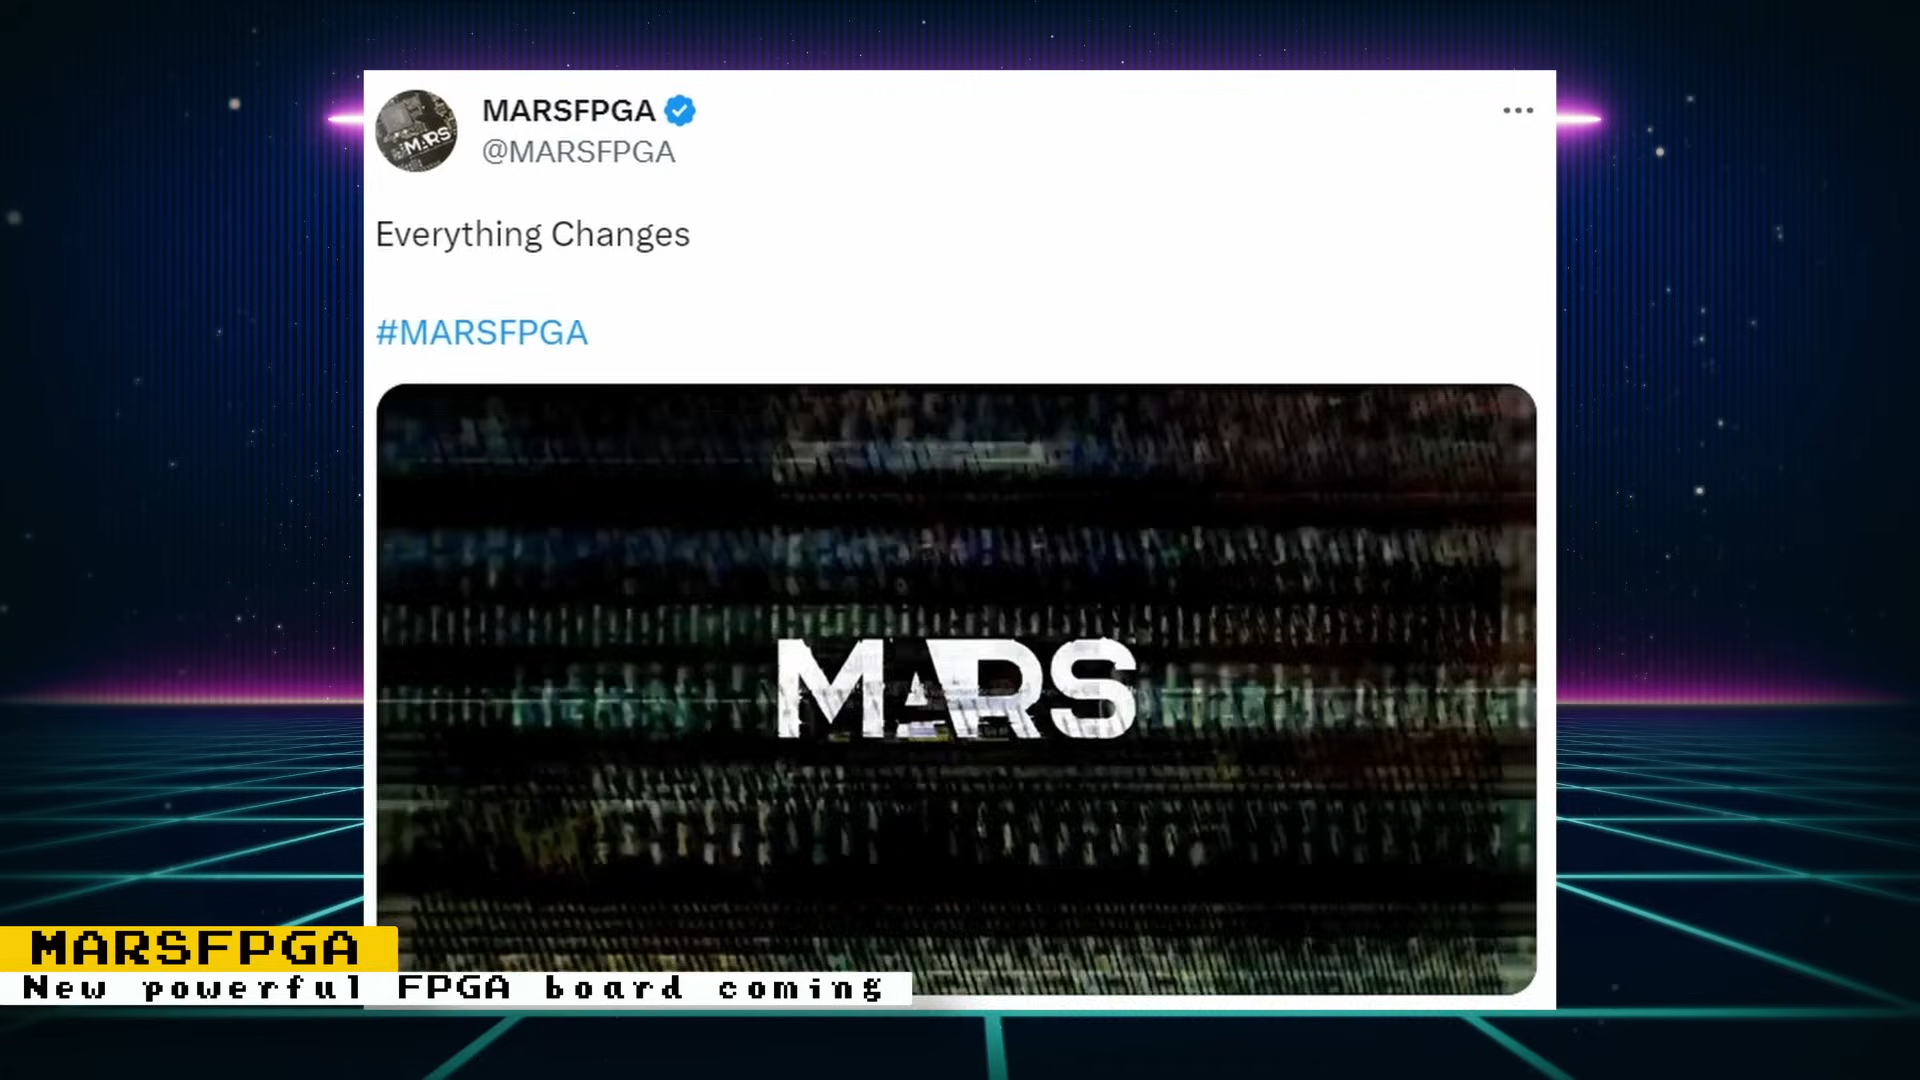 MARSFPGA
@MARSFPGA
Everything Changes
#MARSFPGA
MARS
MARS
MARSFPGA
New powerful FPGA board coming